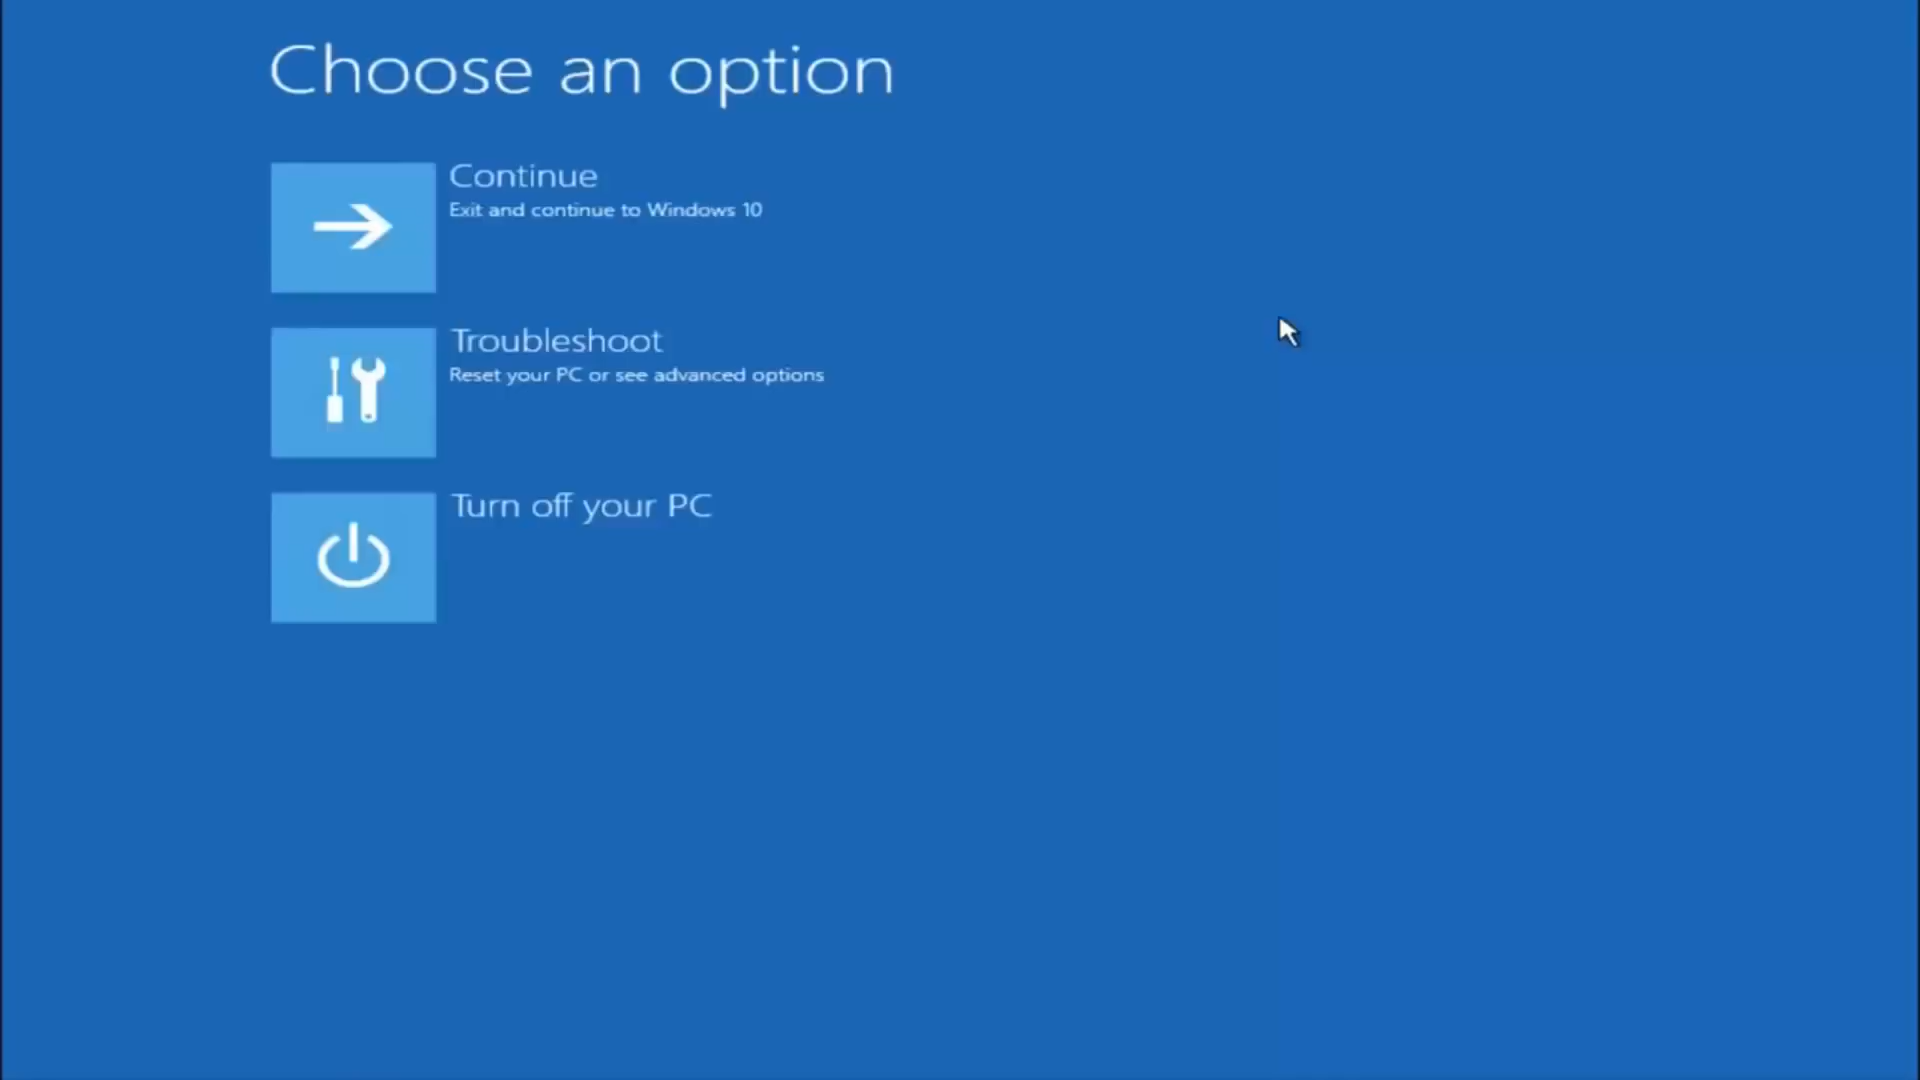 Choose an option
Continue
Exit and continue to Windows 10
Troubleshoot
Reset your PC or see advanced options
Turn off your PC